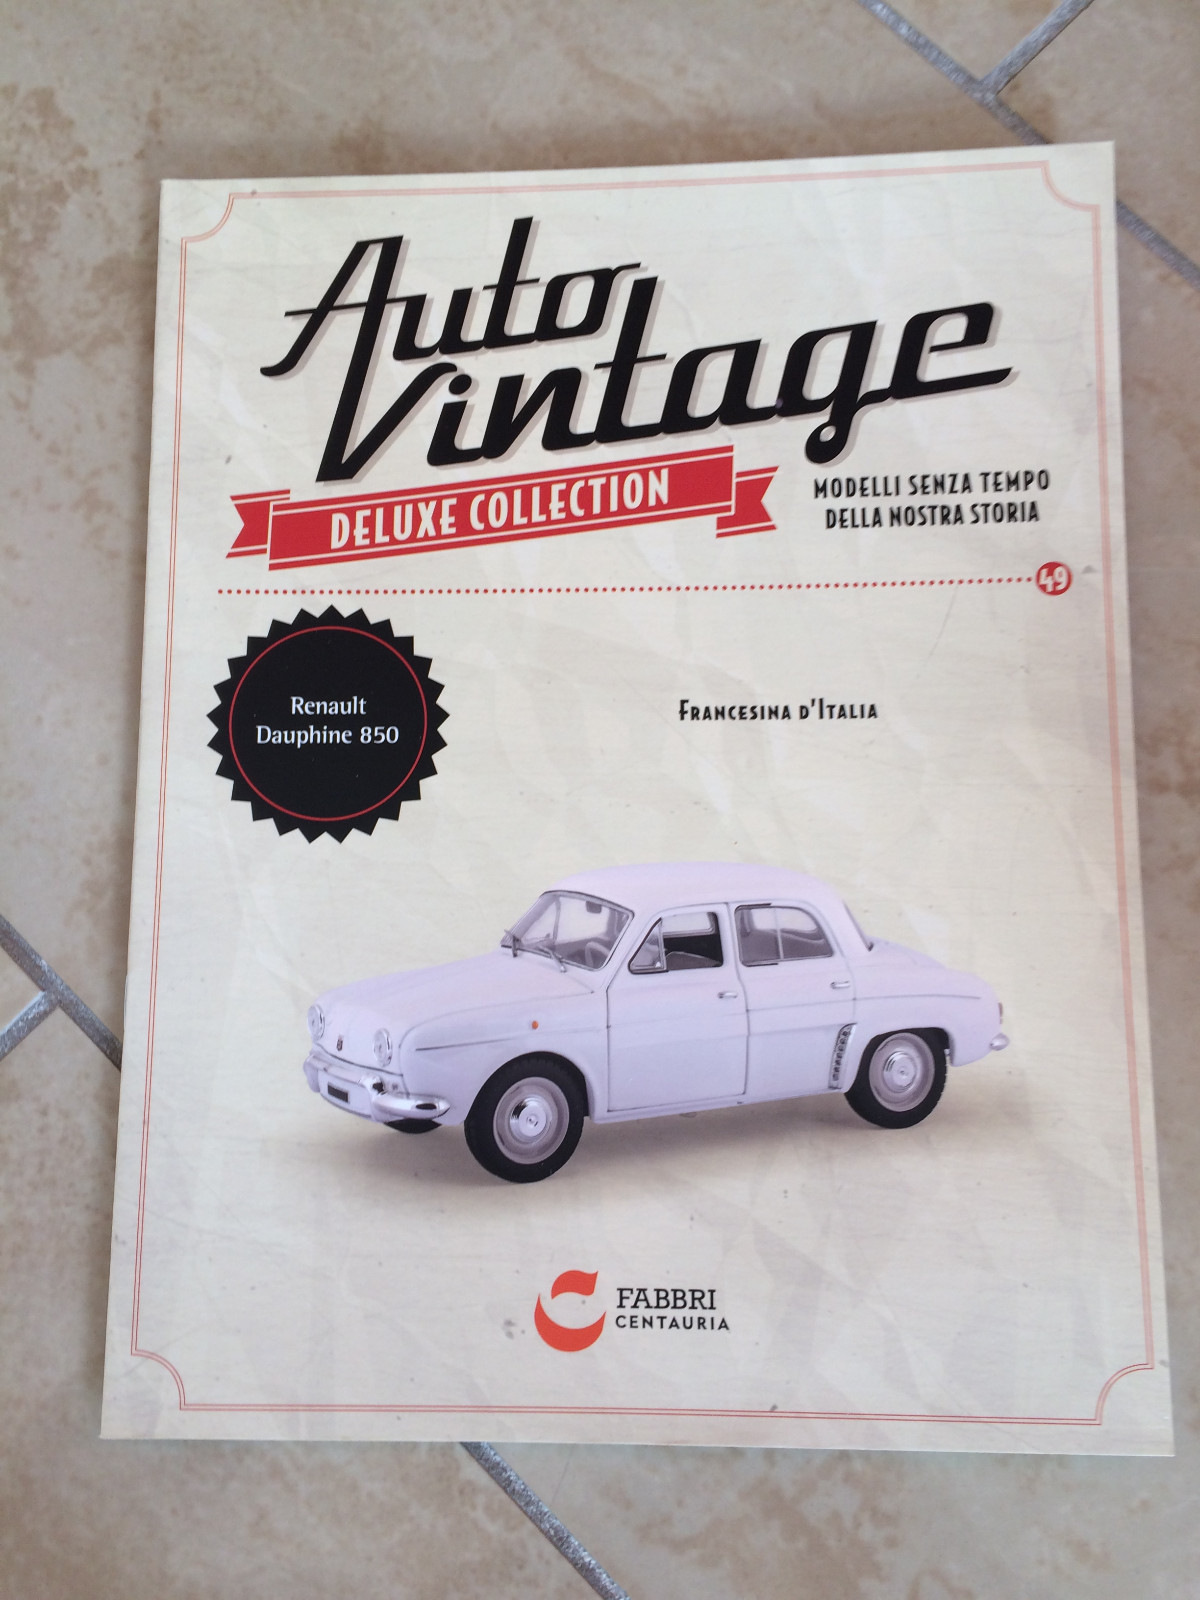 Auto
Vintage
DELUXE COLLECTION
MODELLI SENZA TEMPO
DELLA NOSTRA STORIA
49
Renault
Dauphine 850
FRANCESINA D'ITALIA
FABBRI
CENTAURIA